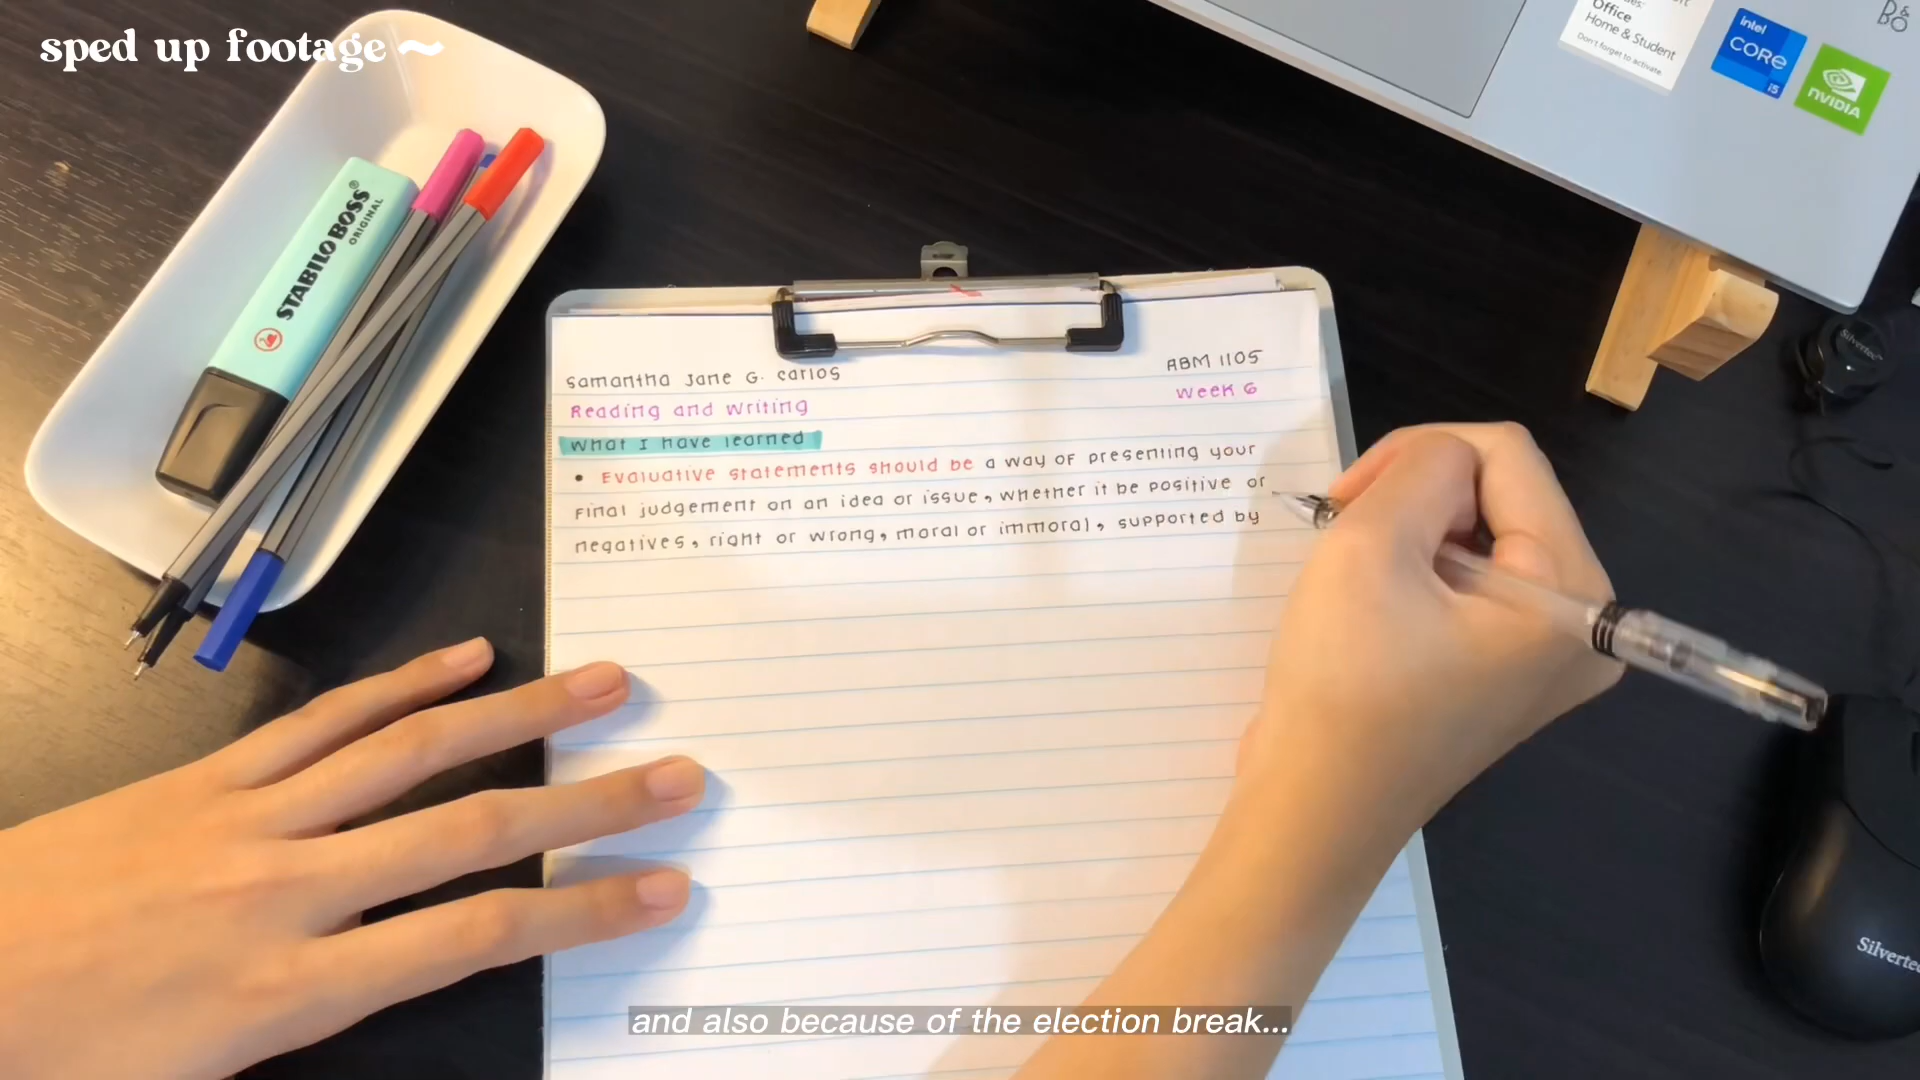 sped up footage ~
Office
Home & Student
Don't forget to activate.
intel
CORE
i5
NVIDIA
B&O
STABILO BOSS®
ORIGINAL
Silvertec
samantha Jane G. carlos
ABM 1105
Reading and writing
week 6
what I have learned
• Evaluative statements should be a way of presenting your
final judgement on an idea or issue, whether it be positive or
negatives, right or wrong, moral or immoral, supported by
Silvertec
and also because of the election break...